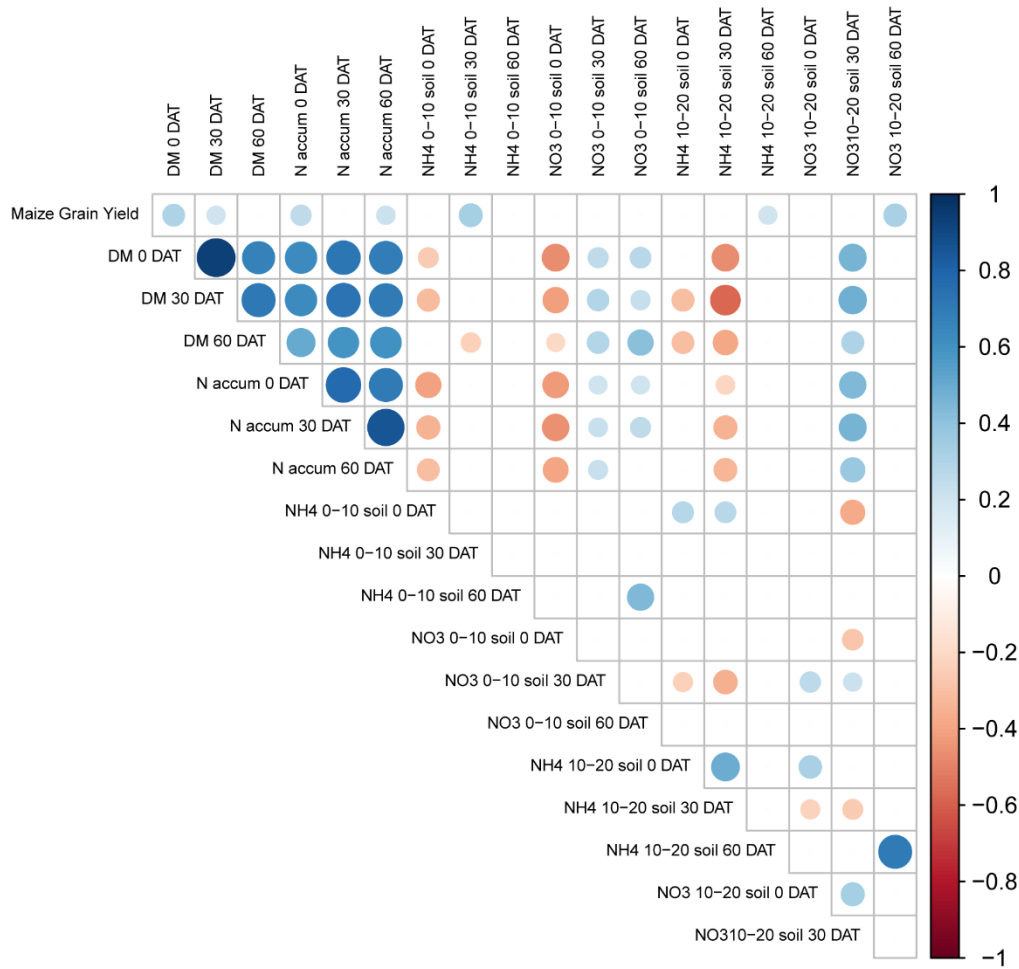 DM 0 DAT
DM 30 DAT
DM 60 DAT
N accum 0 DAT
N accum 30 DAT
N accum 60 DAT
NH4 0−10 soil 0 DAT
NH4 0−10 soil 30 DAT
NH4 0−10 soil 60 DAT
NO3 0−10 soil 0 DAT
NO3 0−10 soil 30 DAT
NO3 0−10 soil 60 DAT
NH4 10−20 soil 0 DAT
NH4 10−20 soil 30 DAT
NH4 10−20 soil 60 DAT
NO3 10−20 soil 0 DAT
NO310−20 soil 30 DAT
NO3 10−20 soil 60 DAT
Maize Grain Yield
DM 0 DAT
DM 30 DAT
DM 60 DAT
N accum 0 DAT
N accum 30 DAT
N accum 60 DAT
NH4 0−10 soil 0 DAT
NH4 0−10 soil 30 DAT
NH4 0−10 soil 60 DAT
NO3 0−10 soil 0 DAT
NO3 0−10 soil 30 DAT
NO3 0−10 soil 60 DAT
NH4 10−20 soil 0 DAT
NH4 10−20 soil 30 DAT
NH4 10−20 soil 60 DAT
NO3 10−20 soil 0 DAT
NO310−20 soil 30 DAT
1
0.8
0.6
0.4
0.2
0
−0.2
−0.4
−0.6
−0.8
−1